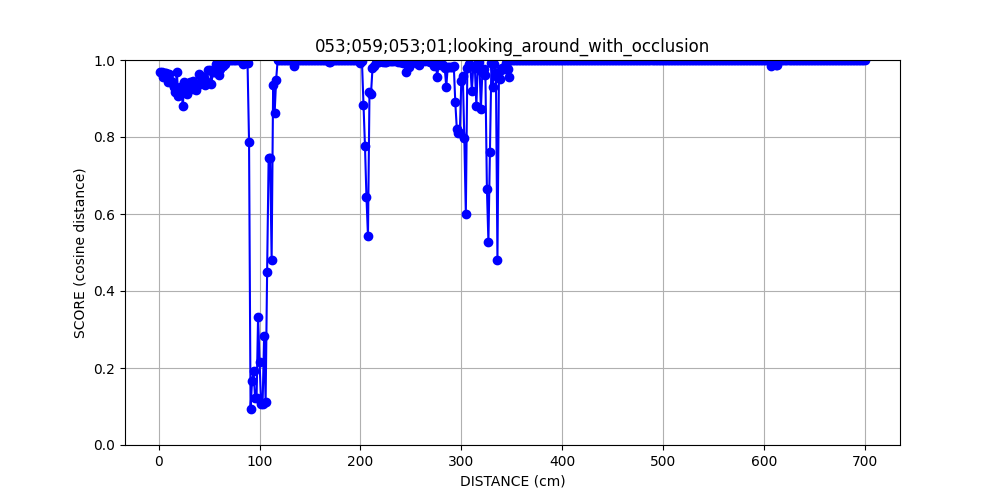 053;059;053;01;looking_around_with_occlusion
SCORE (cosine distance)
1.0
0.8
0.6
0.4
0.2
0.0
0 100 200 300 400 500 600 700
DISTANCE (cm)